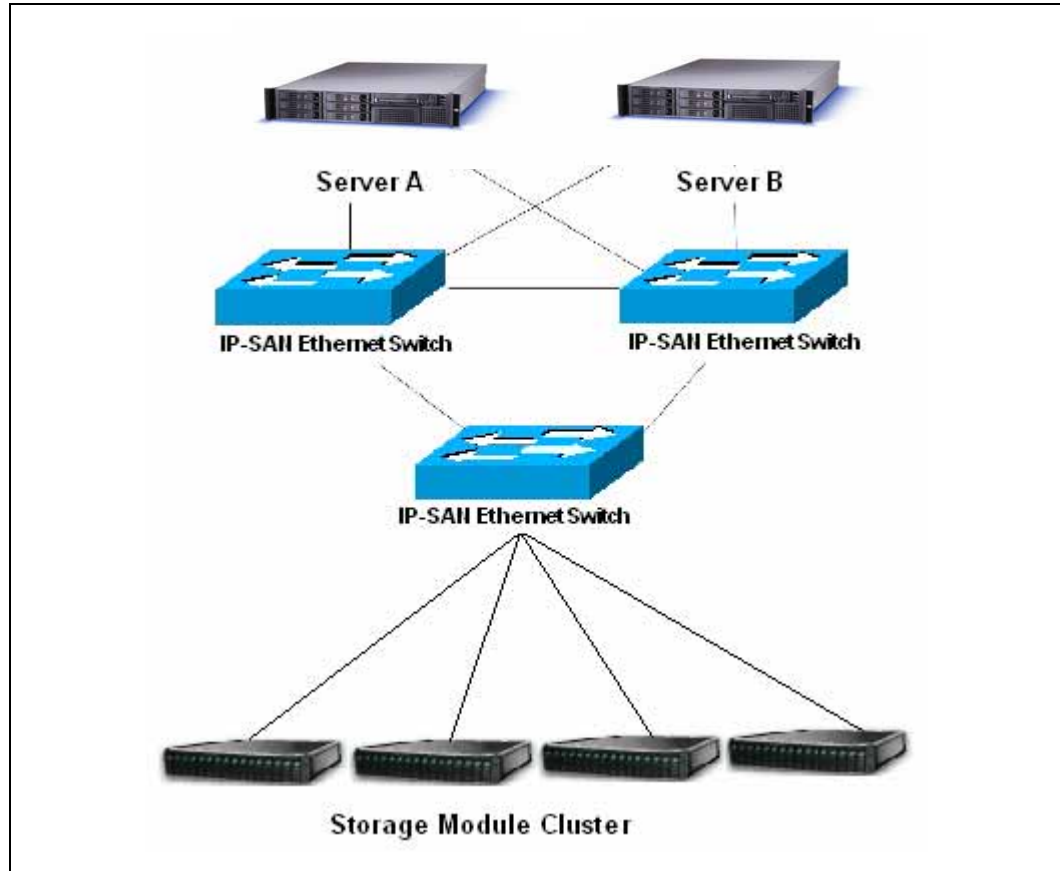 Server A
Server B
IP-SAN Ethernet Switch
IP-SAN Ethernet Switch
IP-SAN Ethernet Switch
Storage Module Cluster